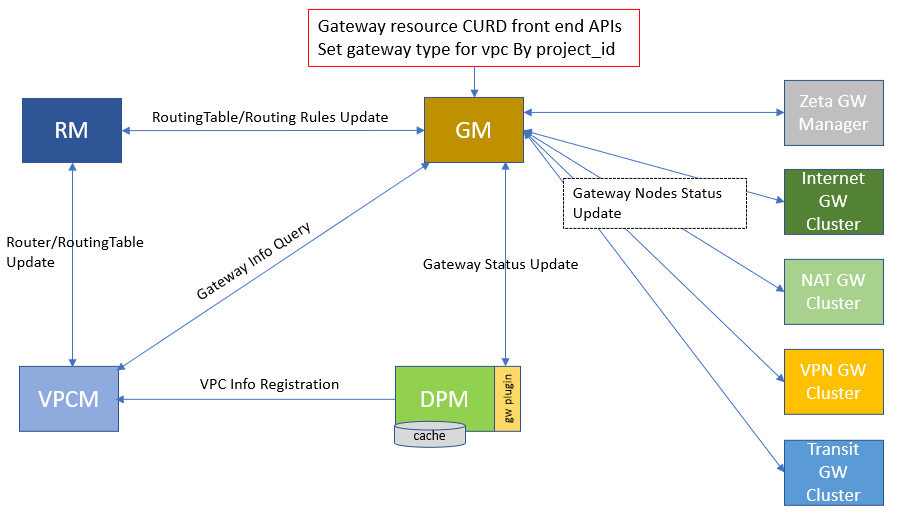 Gateway resource CURD front end APIs
Set gateway type for vpc By project_id
RM
RoutingTable/Routing Rules Update
GM
Zeta GW
Manager
Internet
GW
Cluster
Gateway Nodes Status
Update
Router/RoutingTable
Update
Gateway Info Query
Gateway Status Update
NAT GW
Cluster
VPCM
VPC Info Registration
DPM
gw plugin
cache
VPN GW
Cluster
Transit
GW
Cluster